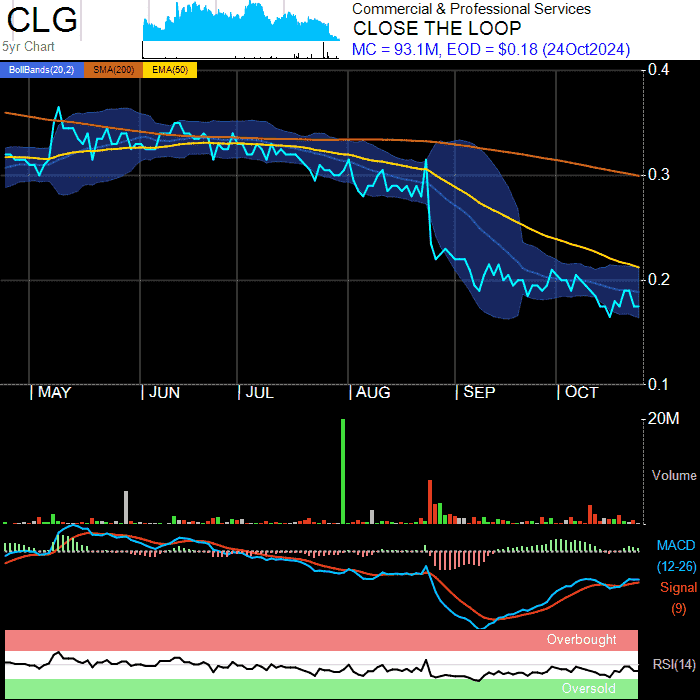 CLG
5yr Chart
Commercial & Professional Services
CLOSE THE LOOP
MC = 93.1M, EOD = $0.18 (24Oct2024)
BollBands(20,2) SMA(200) EMA(50)
0.4
0.3
0.2
0.1
MAY JUN JUL AUG SEP OCT
20M
Volume
MACD
(12-26)
Signal
(9)
Overbought
RSI(14)
Oversold